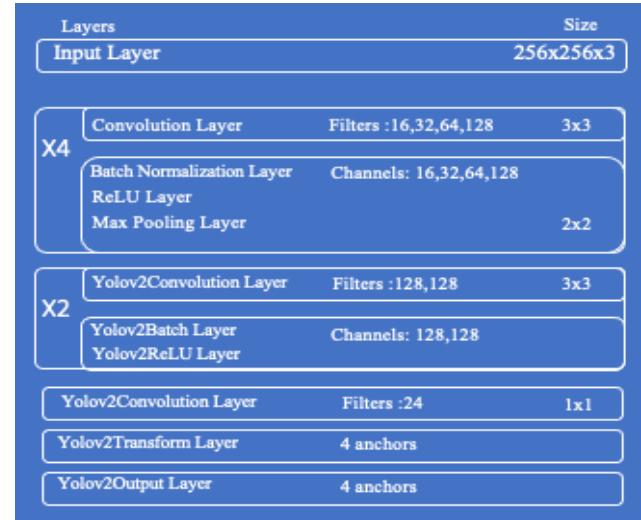 Layers Size
Input Layer 256x256x3
X4
Convolution Layer Filters :16,32,64,128 3x3
Batch Normalization Layer Channels: 16,32,64,128
ReLU Layer
Max Pooling Layer 2x2
X2
Yolov2Convolution Layer Filters :128,128 3x3
Yolov2Batch Layer Channels: 128,128
Yolov2ReLU Layer
Yolov2Convolution Layer Filters :24 1x1
Yolov2Transform Layer 4 anchors
Yolov2Output Layer 4 anchors